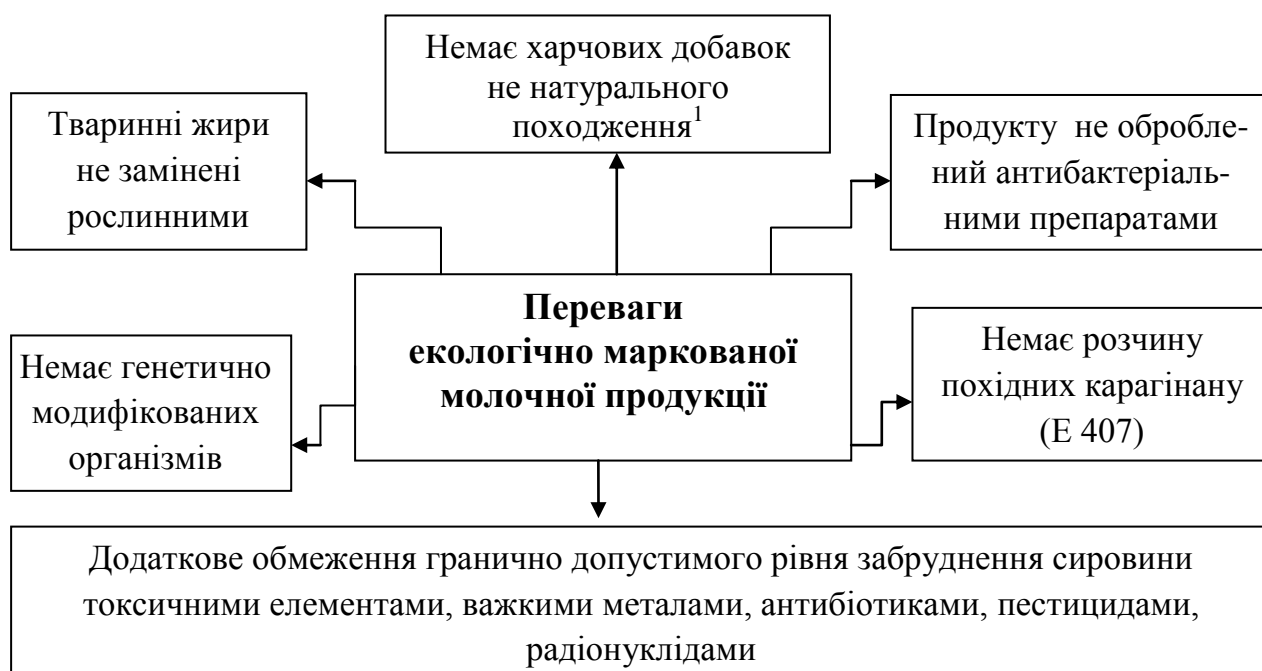 Немає харчових добавок
не натурального
походження¹
Тваринні жири
не замінені
рослинними
Продукту не обробле-
ний антибактеріаль-
ними препаратами
Переваги
екологічно маркованої
молочної продукції
Немає генетично
модифікованих
організмів
Немає розчину
похідних карагінану
(Е 407)
Додаткове обмеження гранично допустимого рівня забруднення сировини
токсичними елементами, важкими металами, антибіотиками, пестицидами,
радіонуклідами